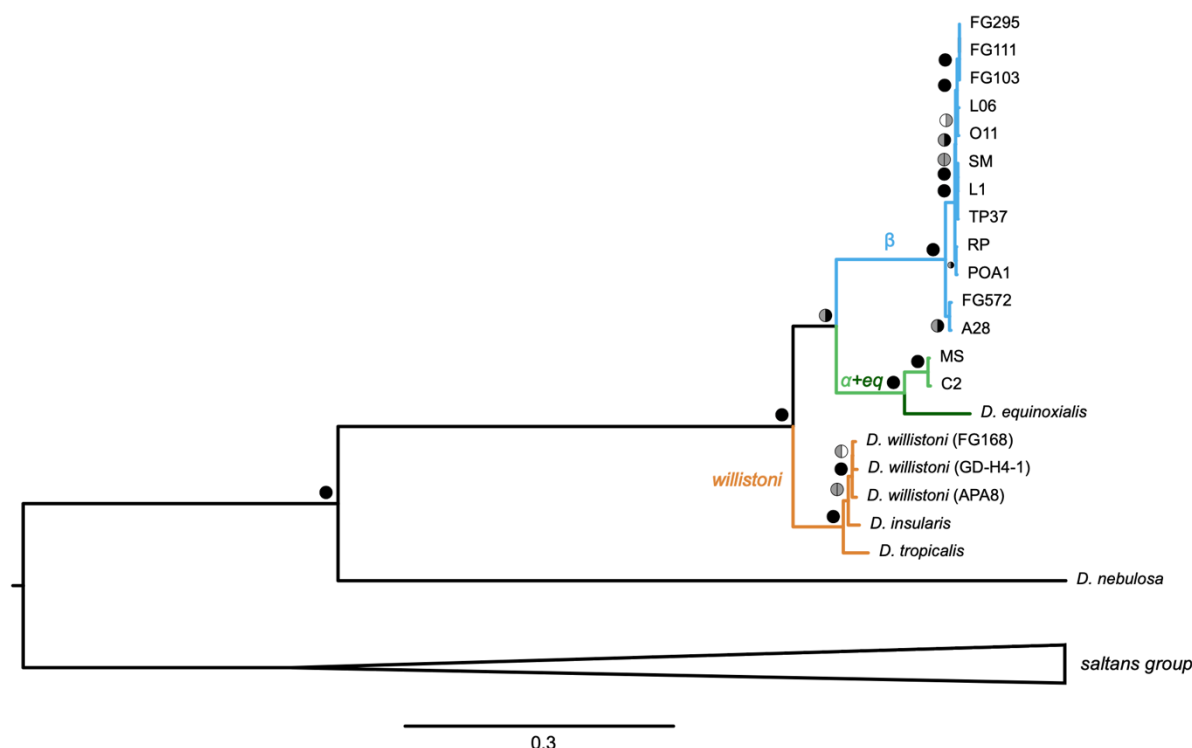 FG295
FG111
FG103
L06
O11
SM
L1
TP37
β
RP
POA1
FG572
A28
MS
α+eq
C2
D. equinoxialis
D. willistoni (FG168)
D. willistoni (GD-H4-1)
willistoni
D. willistoni (APA8)
D. insularis
D. tropicalis
D. nebulosa
saltans group
0.3